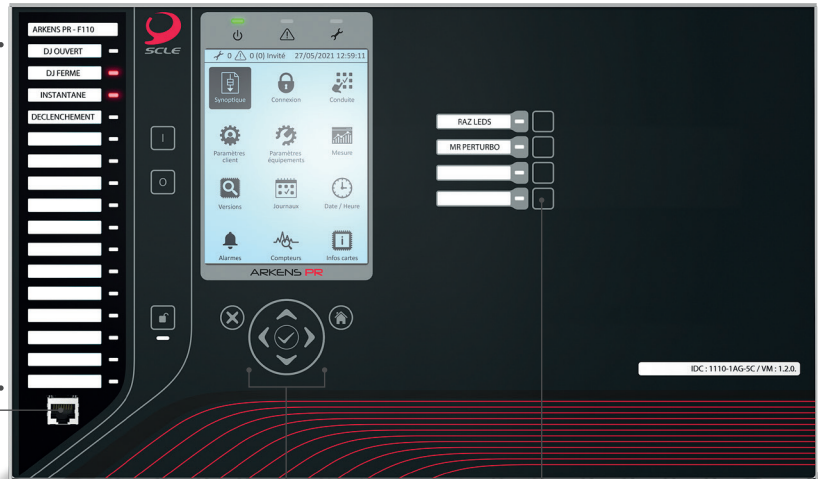 ARKENS PR - F110
DJ OUVERT
DJ FERME
INSTANTANE
DECLENCHEMENT
SCLE
I
O
0 0 (0) Invité 27/05/2021 12:59:11
Synoptique
Connexion
Conduite
Paramètres
client
Paramètres
équipements
Mesure
Versions
Journaux
Date / Heure
Alarmes
Compteurs
Infos cartes
ARKENS PR
RAZ LEDS
MR PERTURBO
IDC : 1110-1AG-5C / VM : 1.2.0.